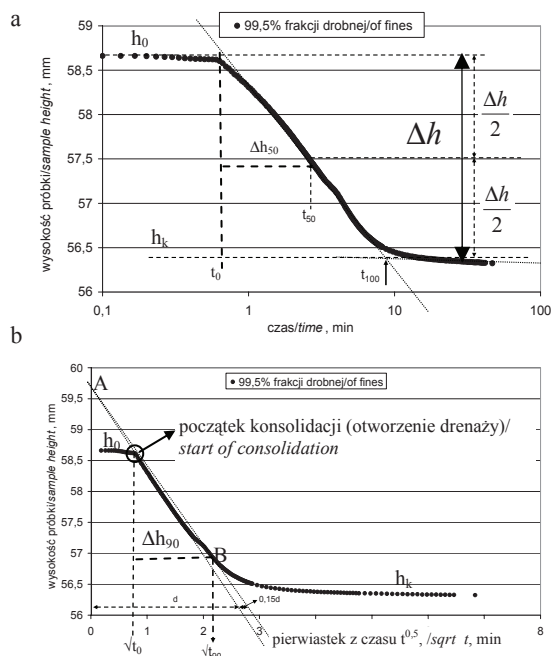 a
59
58,5
58
57,5
57
56,5
56
wysokość próbki/sample height, mm
h0
● 99,5% frakcji drobnej/of fines
Δh
Δh
2
Δh
2
Δh50
t50
hk
t0
t100
0,1
1
10
100
czas/time, min
b
60
59,5
59
58,5
58
57,5
57
56,5
56
wysokość próbki/sample height, mm
A
● 99,5% frakcji drobnej/of fines
h0
początek konsolidacji (otworzenie drenaży)/
start of consolidation
Δh90
B
hk
d
0,15d
0
1
2
3
4
5
6
7
8
√t0
√t90
pierwiastek z czasu t0,5, /sqrt t, min